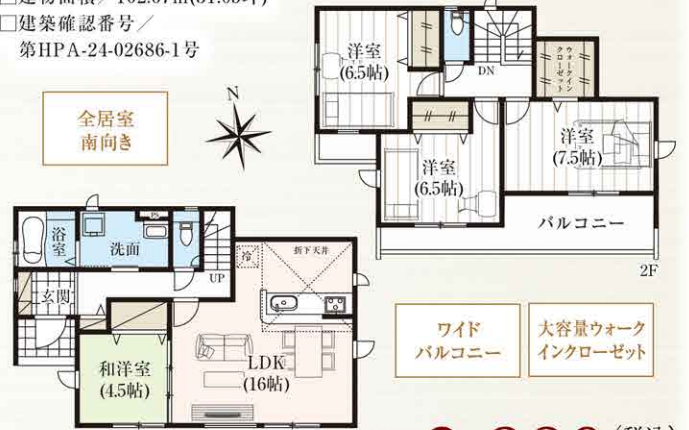 □建築確認番号／
第HPA-24-02686-1号
全居室
南向き
N
洋室
(6.5帖)
DN
ウォークイン
クローゼット
洋室
(6.5帖)
洋室
(7.5帖)
バルコニー
2F
浴室
洗面
PS
UP
玄関
冷
折下天井
和洋室
(4.5帖)
LDK
(16帖)
ワイド
バルコニー
大容量ウォーク
インクローゼット